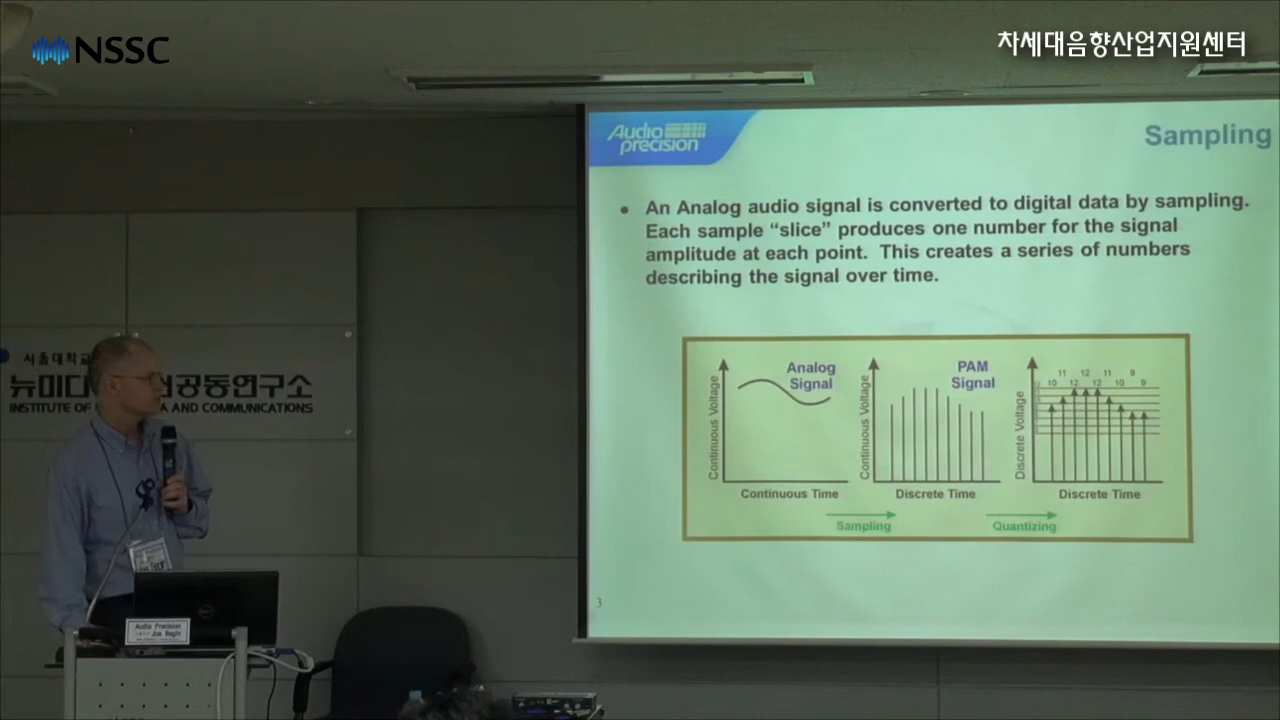 NSSC
차세대음향산업지원센터
Audio
precision
Sampling
• An Analog audio signal is converted to digital data by sampling.
Each sample “slice” produces one number for the signal
amplitude at each point. This creates a series of numbers
describing the signal over time.
Analog
Signal
Continuous Voltage
Continuous Time
PAM
Signal
Continuous Voltage
Discrete Time
11 12 11 9
10 12 12 10 9
Discrete Voltage
Discrete Time
Sampling
Quantizing
3
서울대학교
뉴미디 공동연구소
INSTITUTE OF A AND COMMUNICATIONS
Audio Precision
Joe Begin
DELL